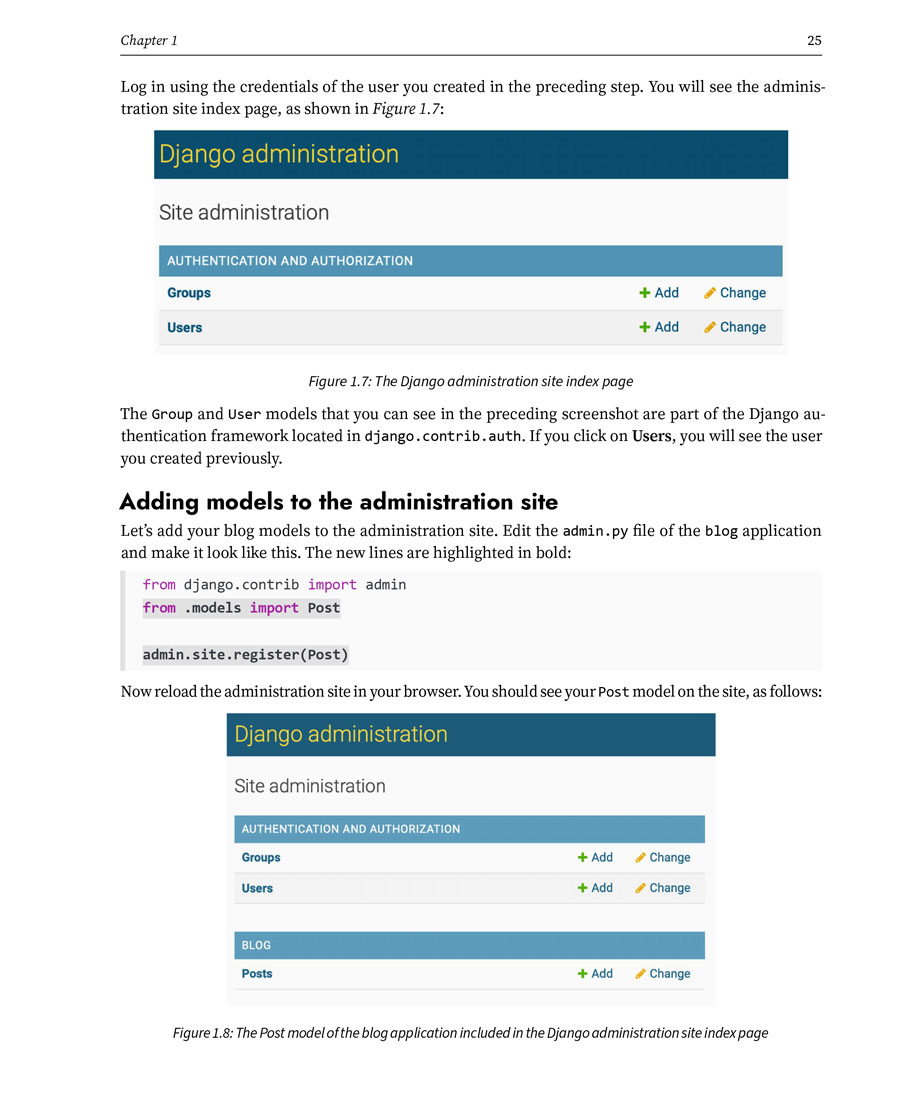 Chapter 1 25
Log in using the credentials of the user you created in the preceding step. You will see the adminis-
tration site index page, as shown in Figure 1.7:
Django administration
Site administration
AUTHENTICATION AND AUTHORIZATION
Groups + Add Change
Users + Add Change
Figure 1.7: The Django administration site index page
The Group and User models that you can see in the preceding screenshot are part of the Django au-
thentication framework located in django.contrib.auth. If you click on Users, you will see the user
you created previously.
Adding models to the administration site
Let’s add your blog models to the administration site. Edit the admin.py file of the blog application
and make it look like this. The new lines are highlighted in bold:
from django.contrib import admin
from .models import Post
admin.site.register(Post)
Now reload the administration site in your browser. You should see your Post model on the site, as follows:
Django administration
Site administration
AUTHENTICATION AND AUTHORIZATION
Groups + Add Change
Users + Add Change
BLOG
Posts + Add Change
Figure 1.8: The Post model of the blog application included in the Django administration site index page